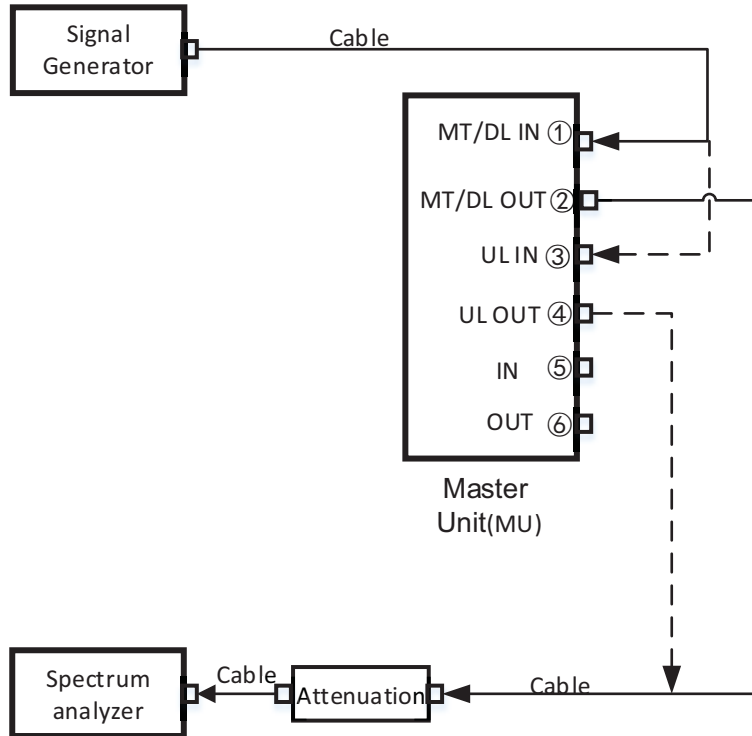 Signal
Generator
Cable
MT/DL IN ①
MT/DL OUT ②
UL IN ③
UL OUT ④
IN ⑤
OUT ⑥
Master
Unit(MU)
Spectrum
analyzer
Cable
Attenuation
Cable